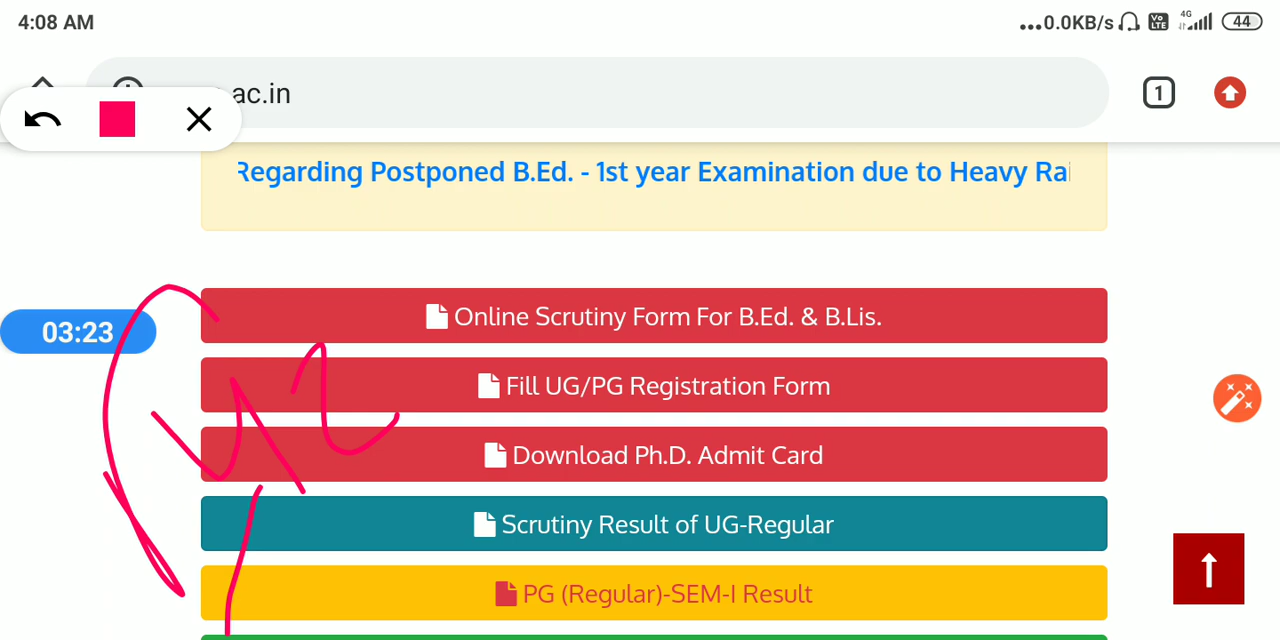 4:08 AM
...0.0KB/s Vo LTE 4G 44
ac.in
1
Regarding Postponed B.Ed. - 1st year Examination due to Heavy Rai
Online Scrutiny Form For B.Ed. & B.Lis.
03:23
Fill UG/PG Registration Form
Download Ph.D. Admit Card
Scrutiny Result of UG-Regular
PG (Regular)-SEM-I Result